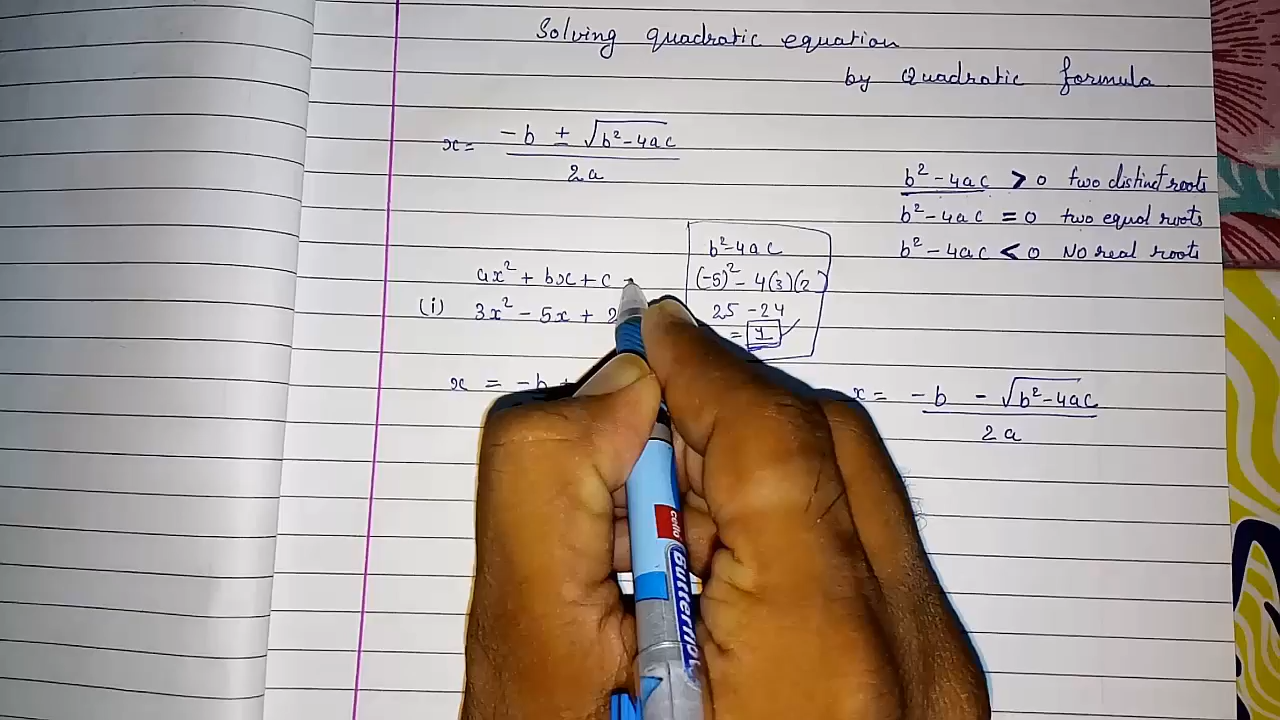 Solving quadratic equation
by Quadratic formula
x = -b ± √b²-4ac
2a
b²-4ac > 0 two distinct roots
b²-4ac = 0 two equal roots
b²-4ac < 0 No real roots
b²-4ac
(-5)² - 4(3)(2)
25 - 24
= 1 ✓
ax² + bx + c
(i) 3x² - 5x + 2
x = -b
x = -b - √b²-4ac
2a
cello
Butterflow